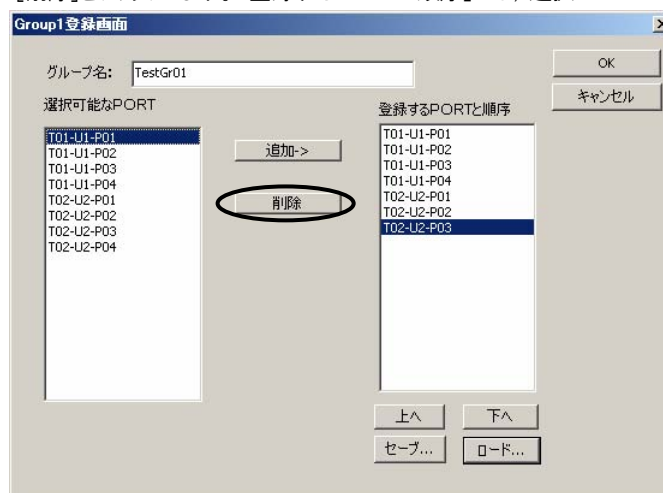 Group1登録画面
グループ名: TestGr01
OK
キャンセル
選択可能なPORT
T01-U1-P01
T01-U1-P02
T01-U1-P03
T01-U1-P04
T02-U2-P01
T02-U2-P02
T02-U2-P03
T02-U2-P04
追加->
削除
登録するPORTと順序
T01-U1-P01
T01-U1-P02
T01-U1-P03
T01-U1-P04
T02-U2-P01
T02-U2-P02
T02-U2-P03
上へ
下へ
セーブ...
ロード...